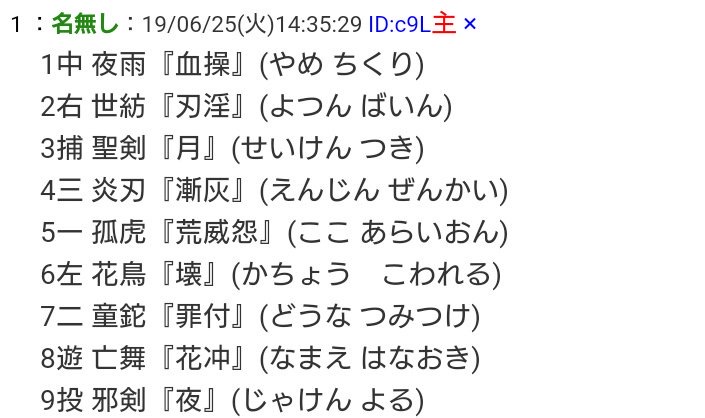 1 ：名無し：19/06/25(火)14:35:29 ID:c9L主 ×
1中 夜雨『血操』(やめ ちくり)
2右 世紡『刃淫』(よつん ばいん)
3捕 聖剣『月』(せいけん つき)
4三 炎刃『漸灰』(えんじん ぜんかい)
5一 孤虎『荒威怨』(ここ あらいおん)
6左 花鳥『壊』(かちょう　こわれる)
7二 童鉈『罪付』(どうな つみつけ)
8遊 亡舞『花冲』(なまえ はなおき)
9投 邪剣『夜』(じゃけん よる)